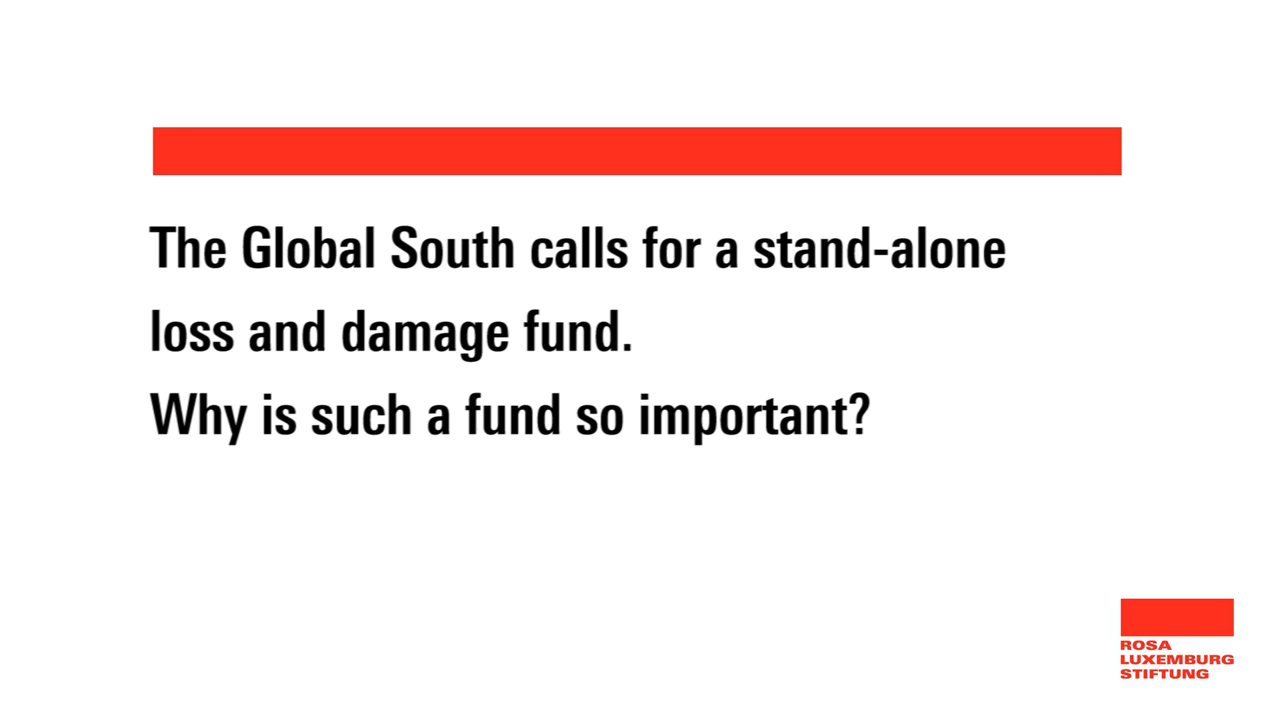 The Global South calls for a stand-alone
loss and damage fund.
Why is such a fund so important?
ROSA
LUXEMBURG
STIFTUNG